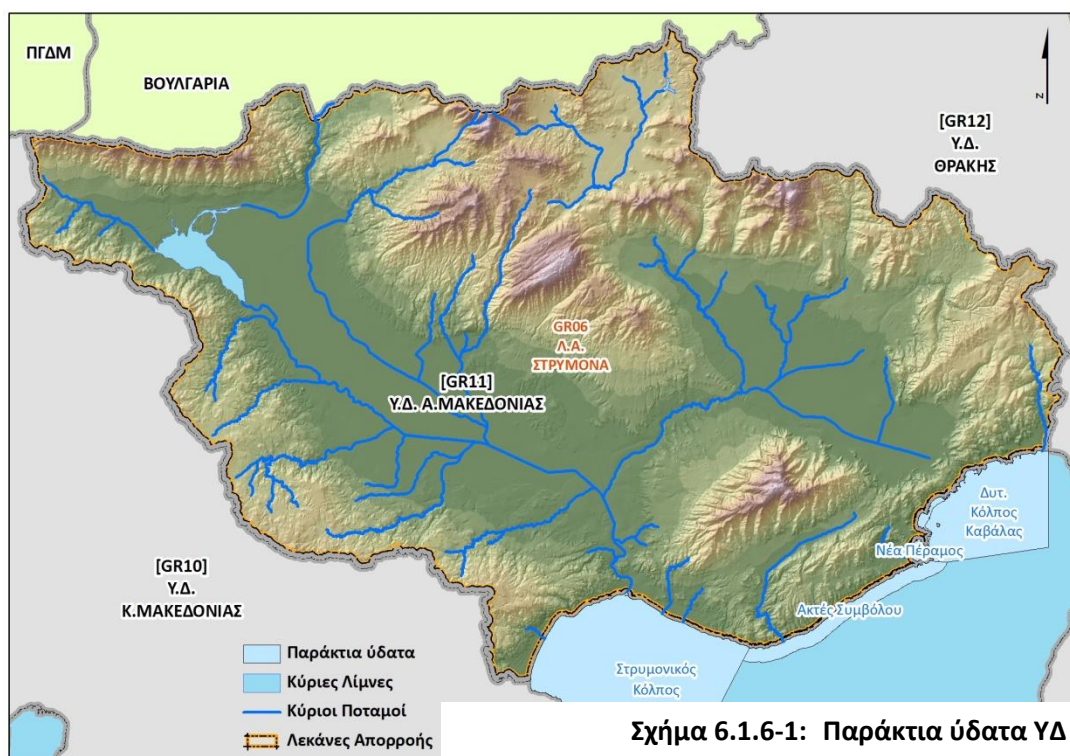 ΠΓΔΜ
ΒΟΥΛΓΑΡΙΑ
N
[GR12]
Υ.Δ.
ΘΡΑΚΗΣ
GR06
Λ.Α.
ΣΤΡΥΜΟΝΑ
[GR11]
Υ.Δ. Α.ΜΑΚΕΔΟΝΙΑΣ
Δυτ.
Κόλπος
Καβάλας
Νέα Πέραμος
[GR10]
Υ.Δ.
Κ.ΜΑΚΕΔΟΝΙΑΣ
Ακτές Συμβόλου
Στρυμονικός
Κόλπος
Παράκτια ύδατα
Κύριες Λίμνες
Κύριοι Ποταμοί
Λεκάνες Απορροής
Σχήμα 6.1.6-1: Παράκτια ύδατα ΥΔ